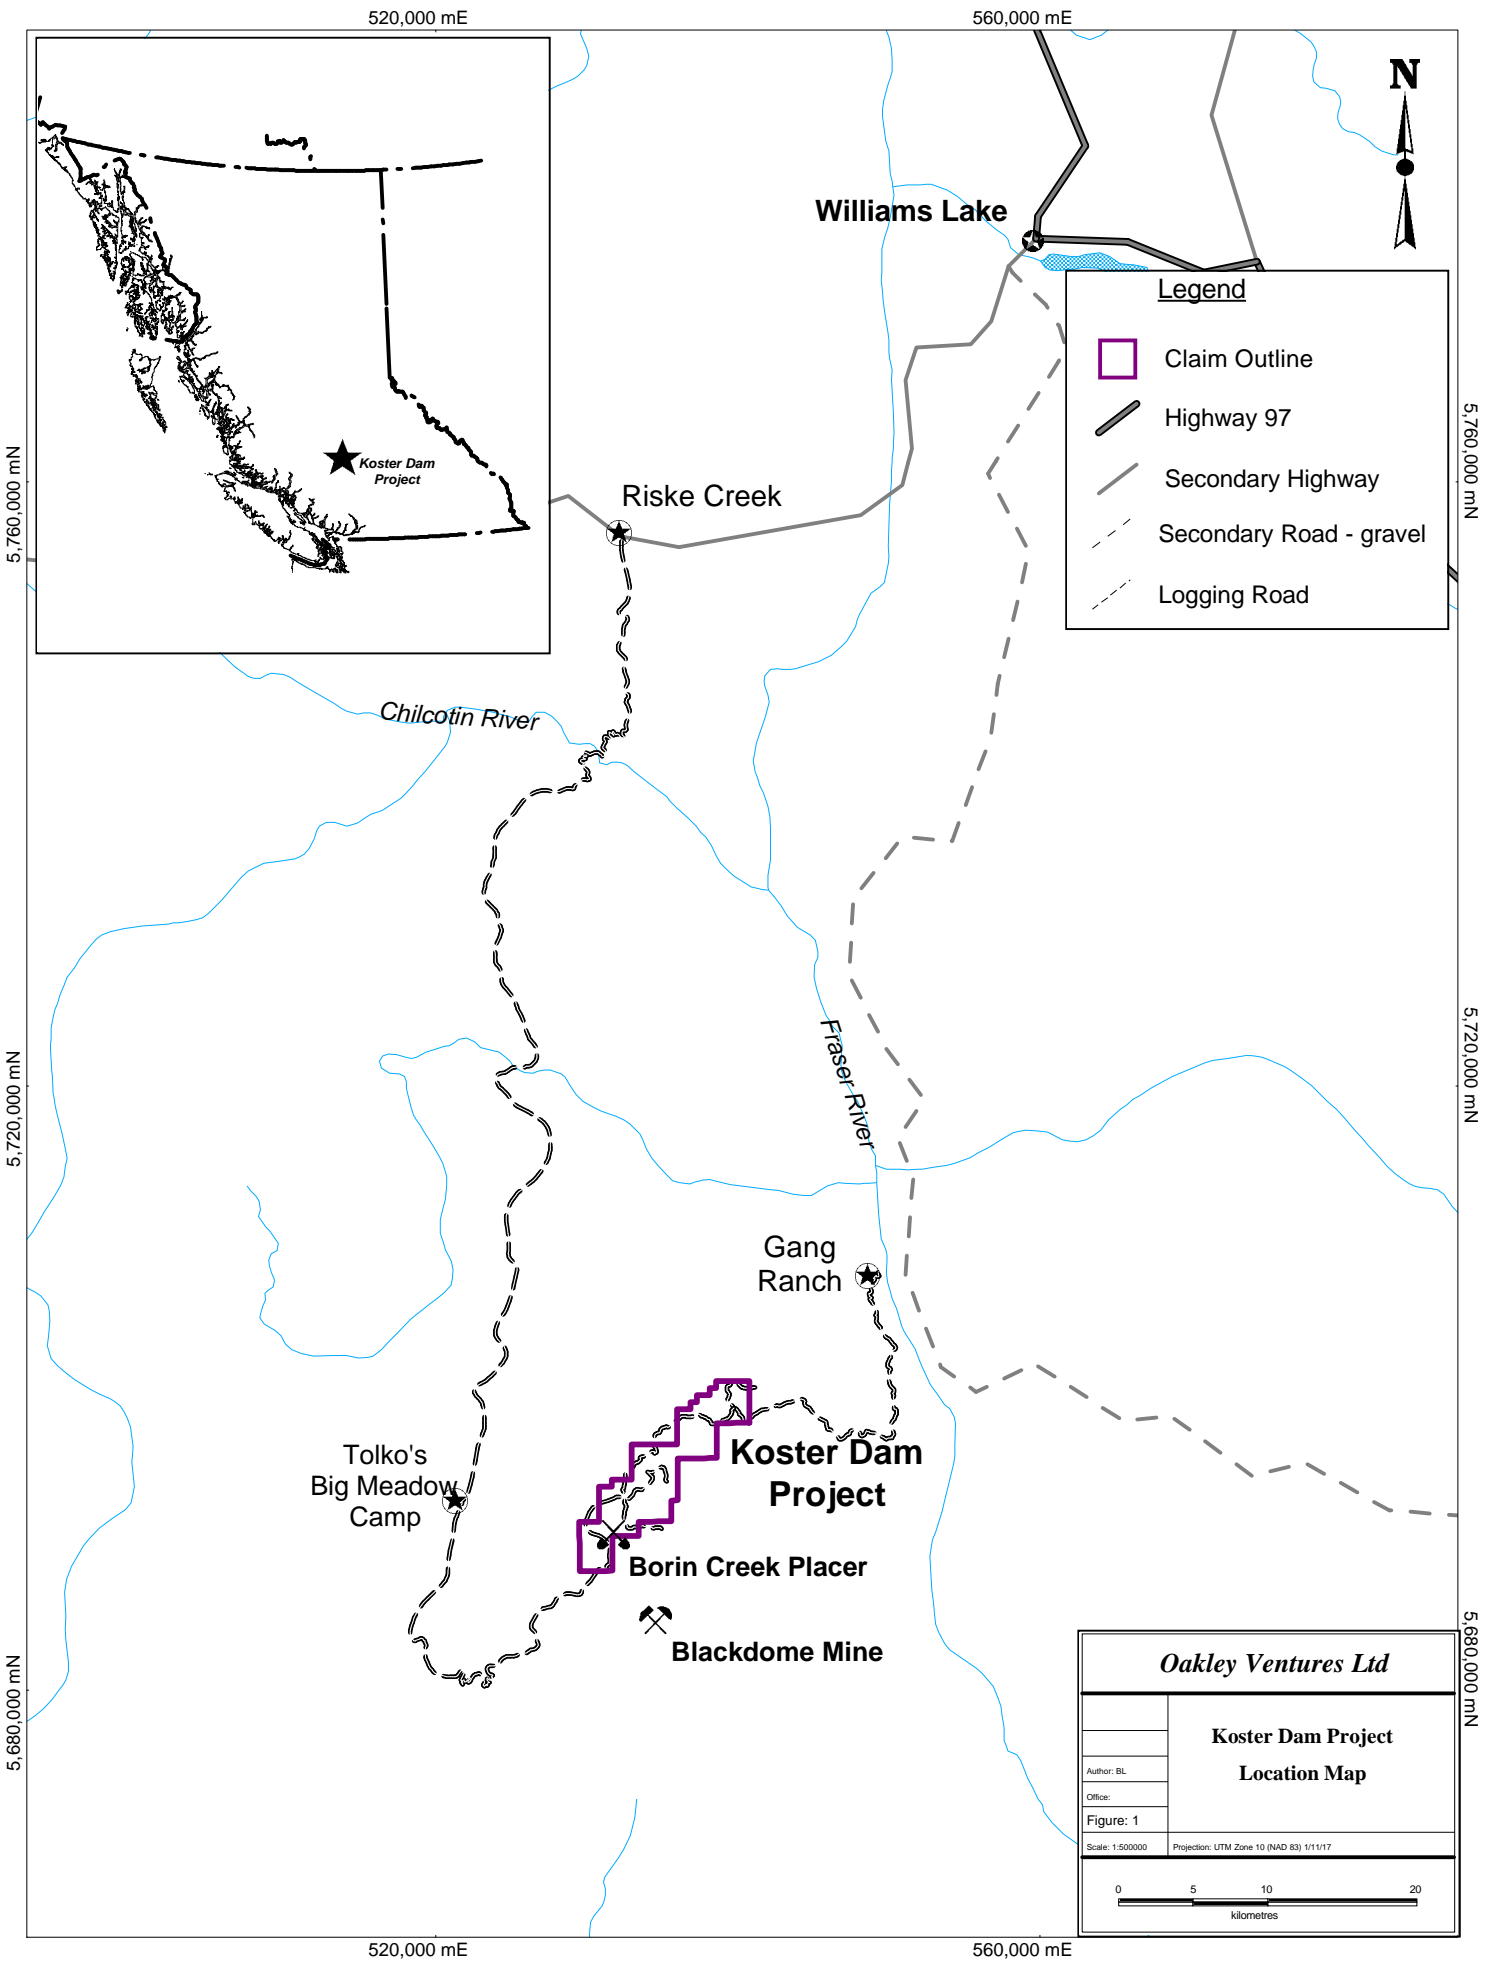 520,000 mE
560,000 mE
N
Williams Lake
Legend
Claim Outline
Highway 97
Secondary Highway
Secondary Road - gravel
Logging Road
Koster Dam
Project
5,760,000 mN
5,760,000 mN
Riske Creek
Chilcotin River
Fraser River
5,720,000 mN
5,720,000 mN
Gang
Ranch
Tolko's
Big Meadow
Camp
Koster Dam
Project
Borin Creek Placer
Blackdome Mine
5,680,000 mN
5,680,000 mN
Oakley Ventures Ltd
Koster Dam Project
Location Map
Author: BL
Office:
Figure: 1
Scale: 1:500000
Projection: UTM Zone 10 (NAD 83) 1/11/17
0 5 10 20
kilometres
520,000 mE
560,000 mE